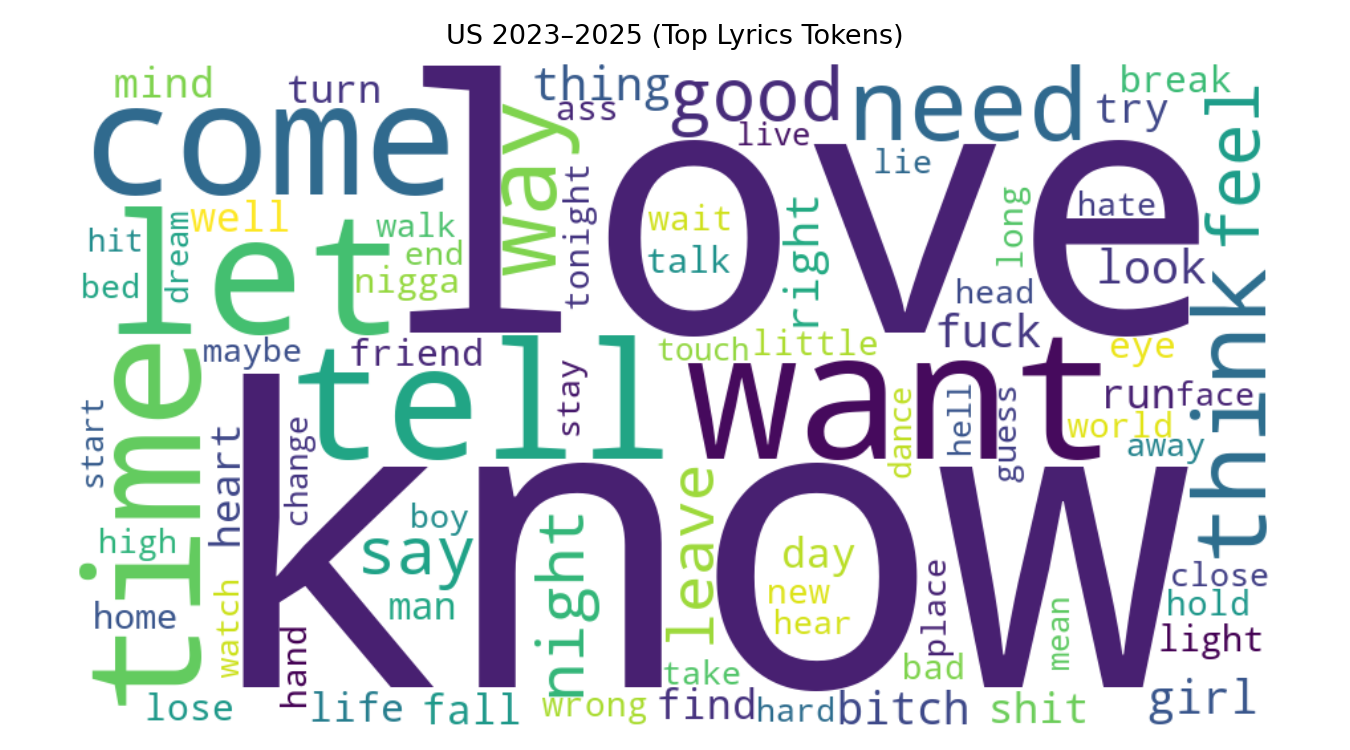 US 2023–2025 (Top Lyrics Tokens)
mind
turn
thing
ass
good
live
need
try
break
come
love
way
lie
feel
hit
dream
well
walk
end
nigga
tonight
wait
talk
right
long
hate
look
bed
let
head
fuck
maybe
friend
touch
little
eye
think
time
tell
stay
want
run
face
start
heart
change
dance
hell
guess
world
away
know
boy
say
man
night
leave
day
new
hear
place
mean
close
hold
light
high
home
watch
hand
take
bad
lose
life
fall
wrong
find
hard
bitch
shit
girl